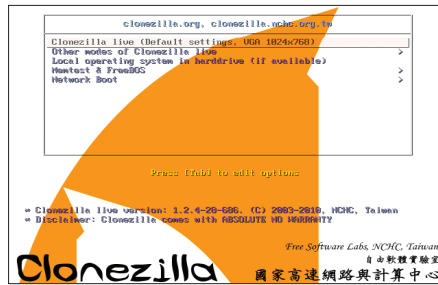 clonezilla.org, clonezilla.nchc.org.tw
Clonezilla live (Default settings, VGA 1024x768)
Other modes of Clonezilla live >
Local operating system in harddrive (if available)
Memtest & FreeDOS >
Network Boot >
Press [Tab] to edit options
* Clonezilla live version: 1.2.4-28-686. (C) 2003-2010, NCHC, Taiwan
* Disclaimer: Clonezilla comes with ABSOLUTE NO WARRANTY
Free Software Labs, NCHC, Taiwan
自由軟體實驗室
Clonezilla 國家高速網路與計算中心